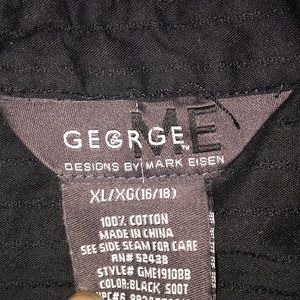 GEORGE ME
DESIGNS BY MARK EISEN
XL/XG(16/18)
100% COTTON
MADE IN CHINA
SEE SIDE SEAM FOR CARE
RN# 52438
STYLE# GME19108B
COLOR:BLACK SOOT